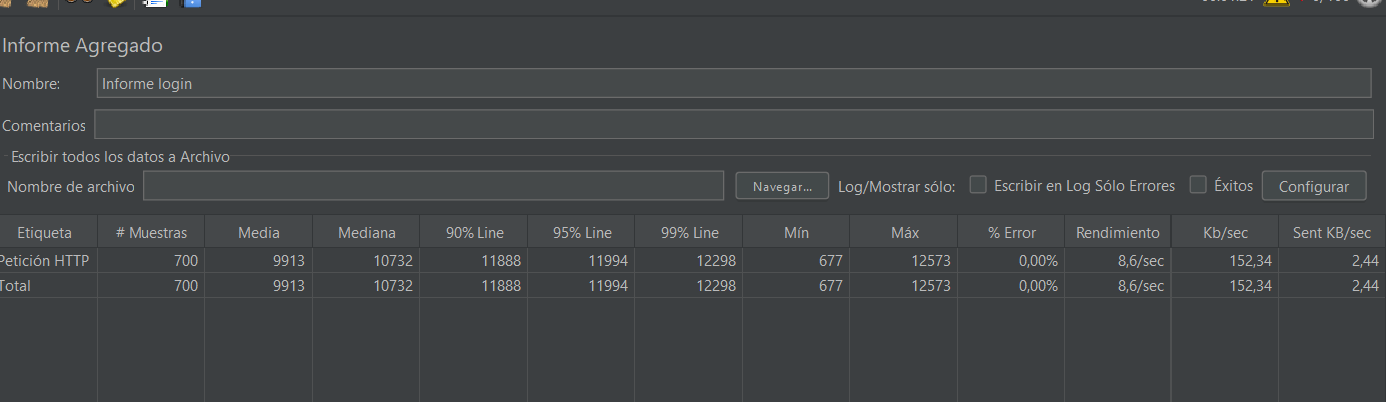 Informe Agregado
Nombre: Informe login
Comentarios
Escribir todos los datos a Archivo
Nombre de archivo Navegar... Log/Mostrar sólo: Escribir en Log Sólo Errores Éxitos Configurar
Etiqueta # Muestras Media Mediana 90% Line 95% Line 99% Line Mín Máx % Error Rendimiento Kb/sec Sent KB/sec
Petición HTTP 700 9913 10732 11888 11994 12298 677 12573 0,00% 8,6/sec 152,34 2,44
Total 700 9913 10732 11888 11994 12298 677 12573 0,00% 8,6/sec 152,34 2,44